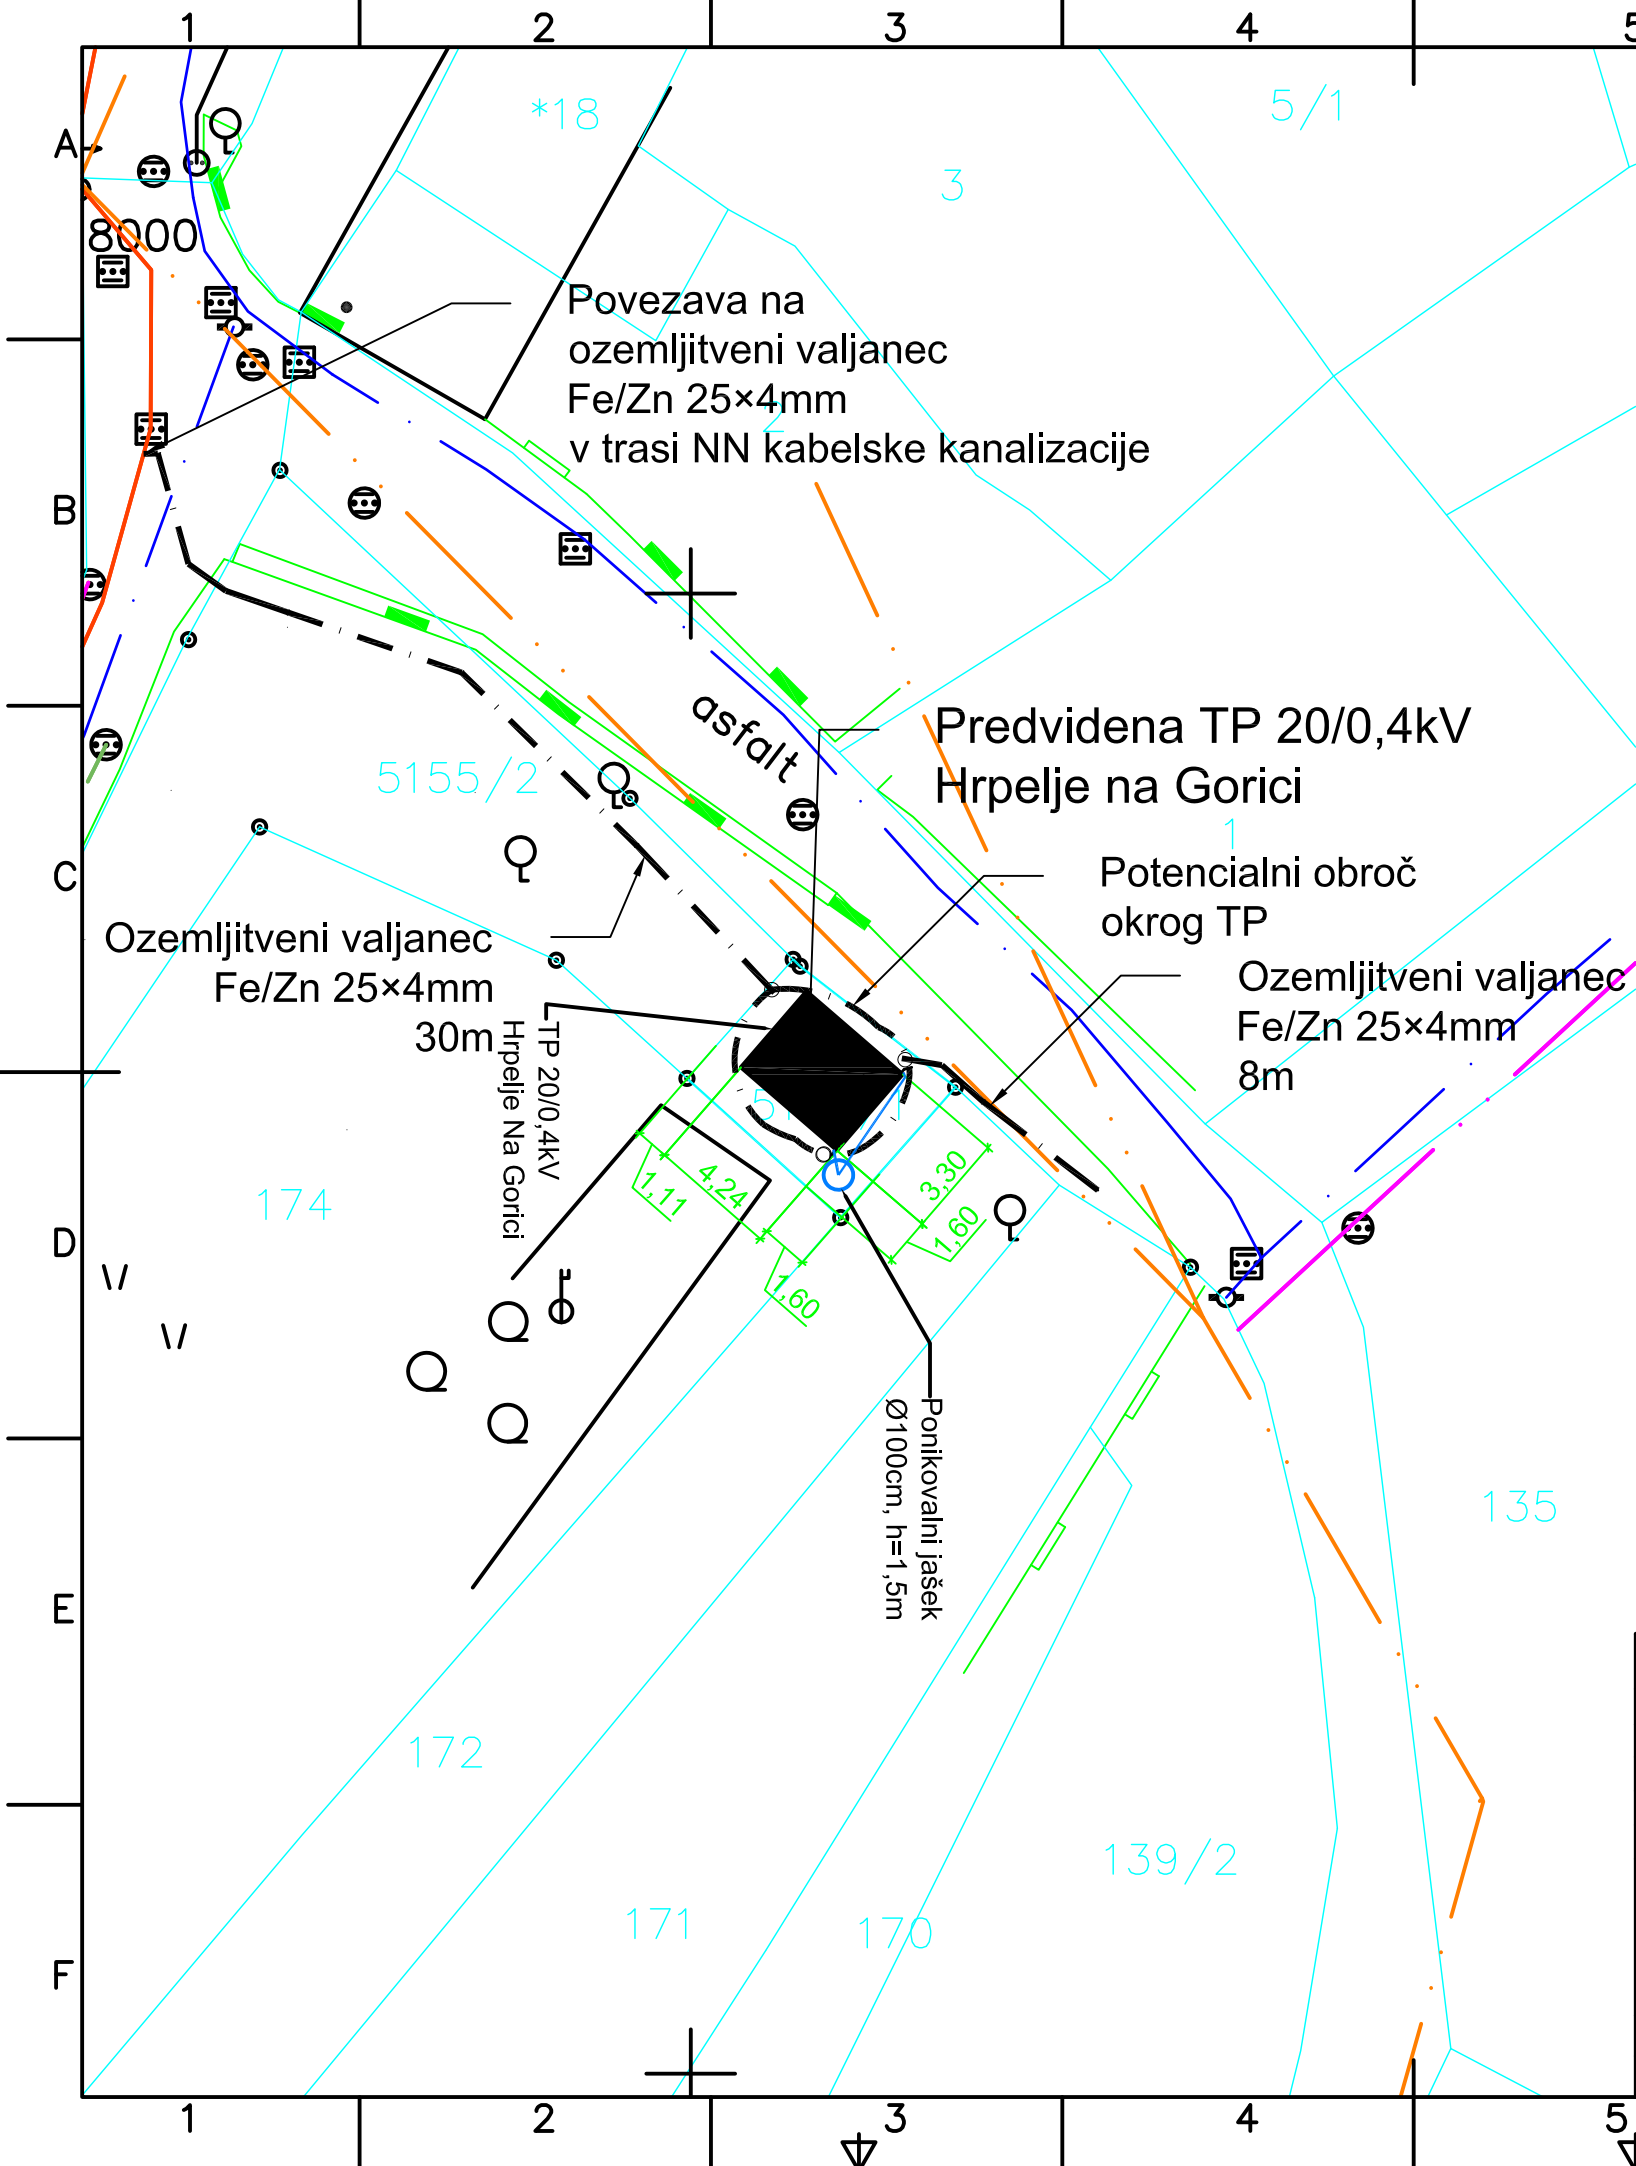 1
2
3
4
A
*18
5/1
3
8000
Povezava na
ozemljitveni valjanec
Fe/Zn 25×4mm
2
v trasi NN kabelske kanalizacije
B
asfalt
Predvidena TP 20/0,4kV
Hrpelje na Gorici
5155/2
1
C
Potencialni obroč
okrog TP
Ozemljitveni valjanec
Fe/Zn 25×4mm
30m
Ozemljitveni valjanec
Fe/Zn 25×4mm
8m
TP 20/0,4kV
Hrpelje Na Gorici
174
1,11
4,24
3,30
1,60
1,60
D
Ponikovalni jašek
Ø100cm, h=1,5m
135
E
172
139/2
171
170
F
1
2
3
4
5